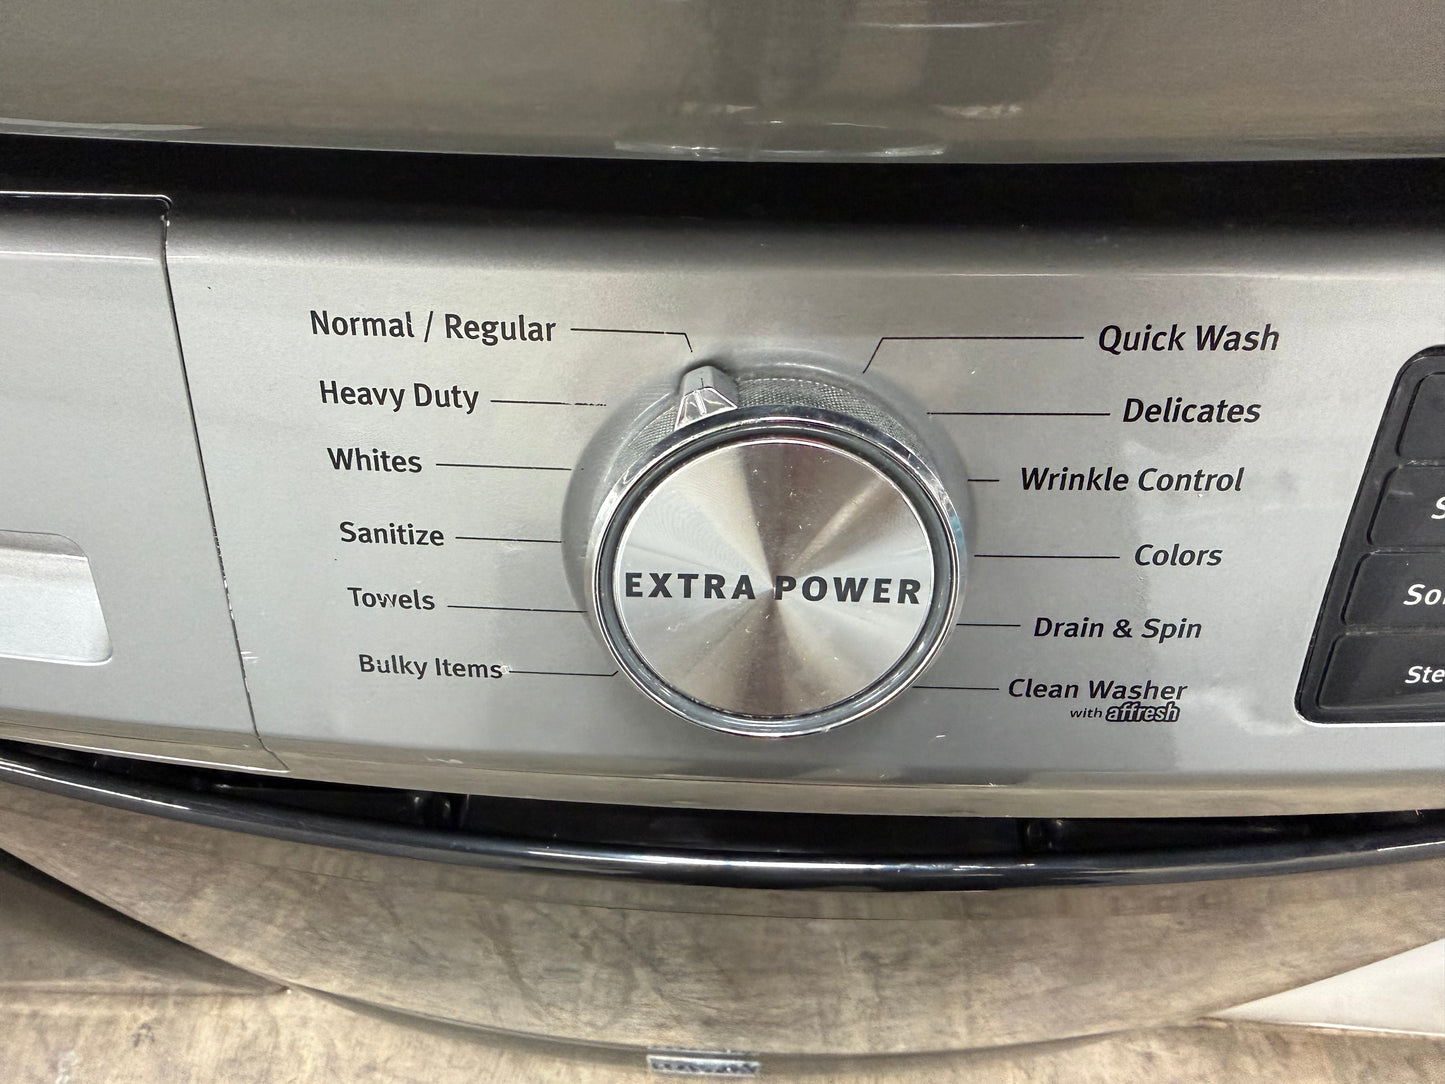 Normal / Regular
Heavy Duty
Whites
Sanitize
Towels
Bulky Items
EXTRA POWER
Quick Wash
Delicates
Wrinkle Control
Colors
Drain & Spin
Clean Washer
with affresh